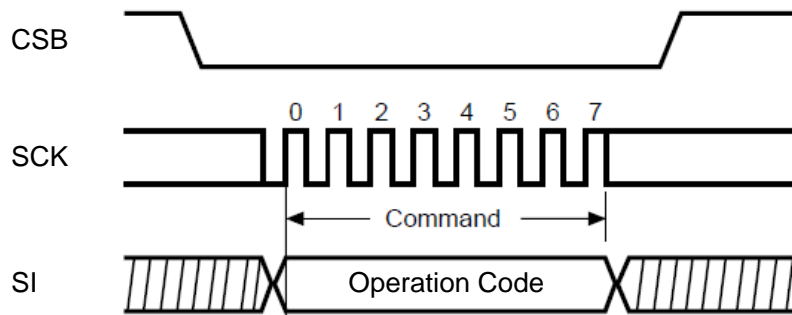 CSB
0 1 2 3 4 5 6 7
SCK
Command
SI
Operation Code